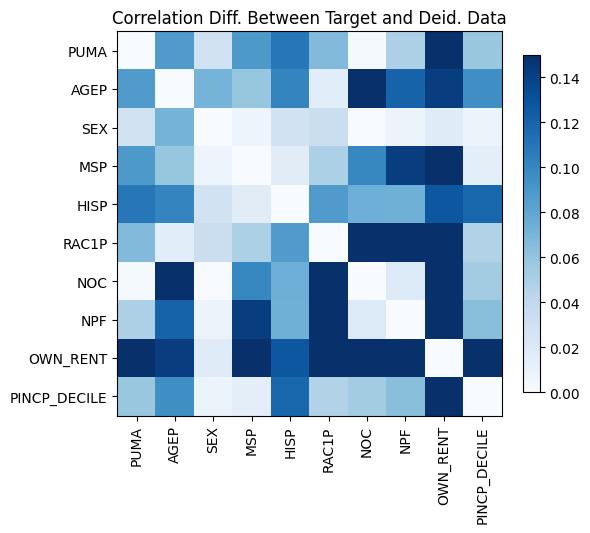 Correlation Diff. Between Target and Deid. Data
PUMA
AGEP
SEX
MSP
HISP
RAC1P
NOC
NPF
OWN_RENT
PINCP_DECILE
PUMA
AGEP
SEX
MSP
HISP
RAC1P
NOC
NPF
OWN_RENT
PINCP_DECILE
0.14
0.12
0.10
0.08
0.06
0.04
0.02
0.00